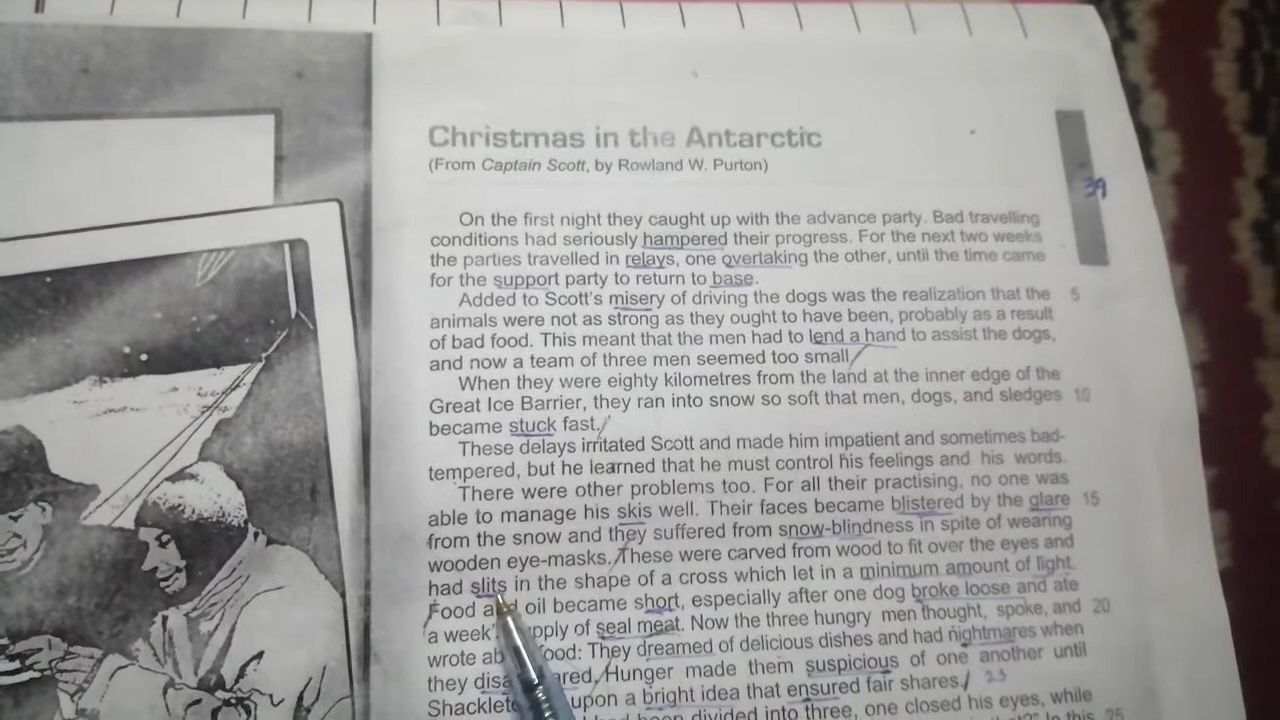 Christmas in the Antarctic
(From Captain Scott, by Rowland W. Purton)
39
On the first night they caught up with the advance party. Bad travelling
conditions had seriously hampered their progress. For the next two weeks
the parties travelled in relays, one overtaking the other, until the time came
for the support party to return to base.
Added to Scott's misery of driving the dogs was the realization that the 5
animals were not as strong as they ought to have been, probably as a result
of bad food. This meant that the men had to lend a hand to assist the dogs,
and now a team of three men seemed too small
When they were eighty kilometres from the land at the inner edge of the
Great Ice Barrier, they ran into snow so soft that men, dogs, and sledges 10
became stuck fast.
These delays irritated Scott and made him impatient and sometimes bad-
tempered, but he learned that he must control his feelings and his words.
There were other problems too. For all their practising, no one was
able to manage his skis well. Their faces became blistered by the glare 15
from the snow and they suffered from snow-blindness in spite of wearing
wooden eye-masks. These were carved from wood to fit over the eyes and
had slits in the shape of a cross which let in a minimum amount of light.
Food and oil became short, especially after one dog broke loose and ate 20
a week's supply of seal meat. Now the three hungry men thought, spoke, and
wrote food: They dreamed of delicious dishes and had nightmares when
they Hunger made them suspicious of one another until
upon a bright idea that ensured fair shares. 23
been divided into three, one closed his eyes, while
In this 25